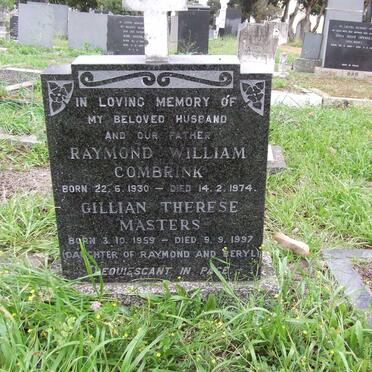 IN LOVING MEMORY OF
MY BELOVED HUSBAND
AND OUR FATHER
RAYMOND WILLIAM
COMBRINK
BORN 22.6.1930 — DIED 14.2.1974.
GILLIAN THERESE
MASTERS
BORN 3.10.1959 — DIED 9.9.1997
DAUGHTER OF RAYMOND AND BERYL
REQUIESCANT IN PACE